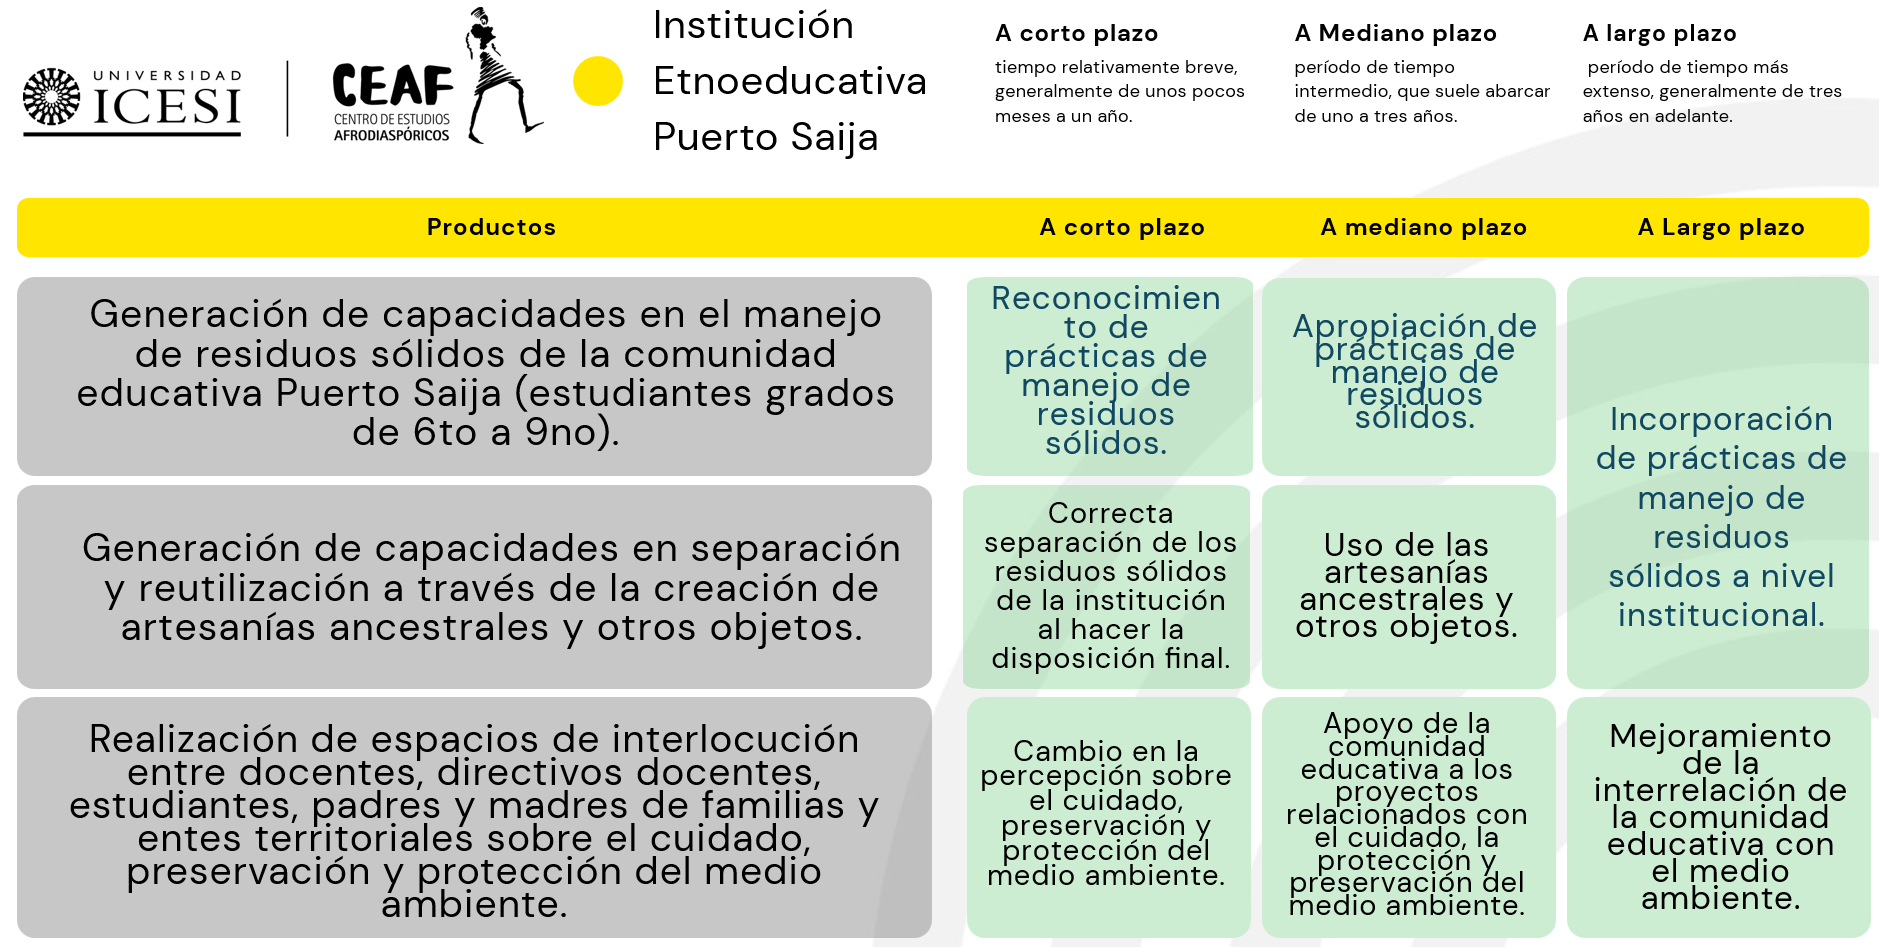 UNIVERSIDAD
ICESI
CEAF
CENTRO DE ESTUDIOS
AFRODIASPÓRICOS
Institución
Etnoeducativa
Puerto Saija
A corto plazo
tiempo relativamente breve,
generalmente de unos pocos
meses a un año.
A Mediano plazo
período de tiempo
intermedio, que suele abarcar
de uno a tres años.
A largo plazo
período de tiempo más
extenso, generalmente de tres
años en adelante.
Productos
A corto plazo
A mediano plazo
A Largo plazo
Generación de capacidades en el manejo
de residuos sólidos de la comunidad
educativa Puerto Saija (estudiantes grados
de 6to a 9no).
Reconocimien
to de
prácticas de
manejo de
residuos
sólidos.
Apropiación de
prácticas de
manejo de
residuos
sólidos.
Incorporación
de prácticas de
manejo de
residuos
sólidos a nivel
institucional.
Generación de capacidades en separación
y reutilización a través de la creación de
artesanías ancestrales y otros objetos.
Correcta
separación de los
residuos sólidos
de la institución
al hacer la
disposición final.
Uso de las
artesanías
ancestrales y
otros objetos.
Realización de espacios de interlocución
entre docentes, directivos docentes,
estudiantes, padres y madres de familias y
entes territoriales sobre el cuidado,
preservación y protección del medio
ambiente.
Cambio en la
percepción sobre
el cuidado,
preservación y
protección del
medio ambiente.
Apoyo de la
comunidad
educativa a los
proyectos
relacionados con
el cuidado, la
protección y
preservación del
medio ambiente.
Mejoramiento
de la
interrelación de
la comunidad
educativa con
el medio
ambiente.